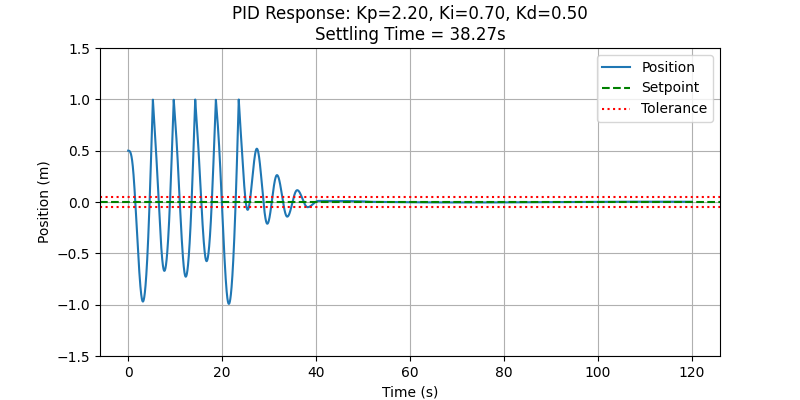 PID Response: Kp=2.20, Ki=0.70, Kd=0.50
Settling Time = 38.27s
1.5
1.0
0.5
0.0
−0.5
−1.0
−1.5
Position (m)
Position
Setpoint
Tolerance
0 20 40 60 80 100 120
Time (s)